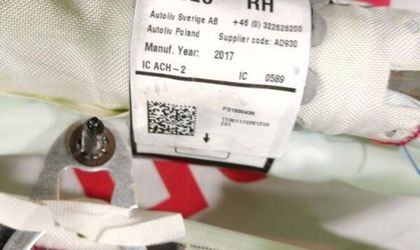 RH
Autoliv Sverige AB +46 (0) 322626200
Autoliv Poland Supplier code: AD930
Manuf. Year: 2017
IC ACH-2 IC 0589
P31690436